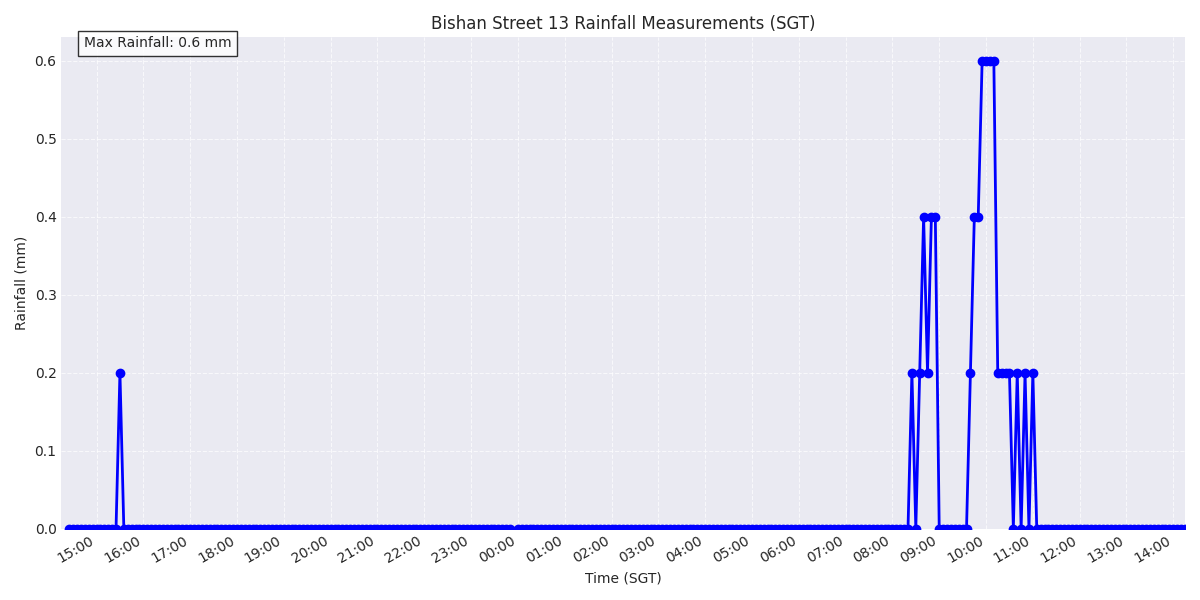 Bishan Street 13 Rainfall Measurements (SGT)
Max Rainfall: 0.6 mm
0.6
0.5
0.4
0.3
0.2
0.1
0.0
Rainfall (mm)
15:00 16:00 17:00 18:00 19:00 20:00 21:00 22:00 23:00 00:00 01:00 02:00 03:00 04:00 05:00 06:00 07:00 08:00 09:00 10:00 11:00 12:00 13:00 14:00
Time (SGT)